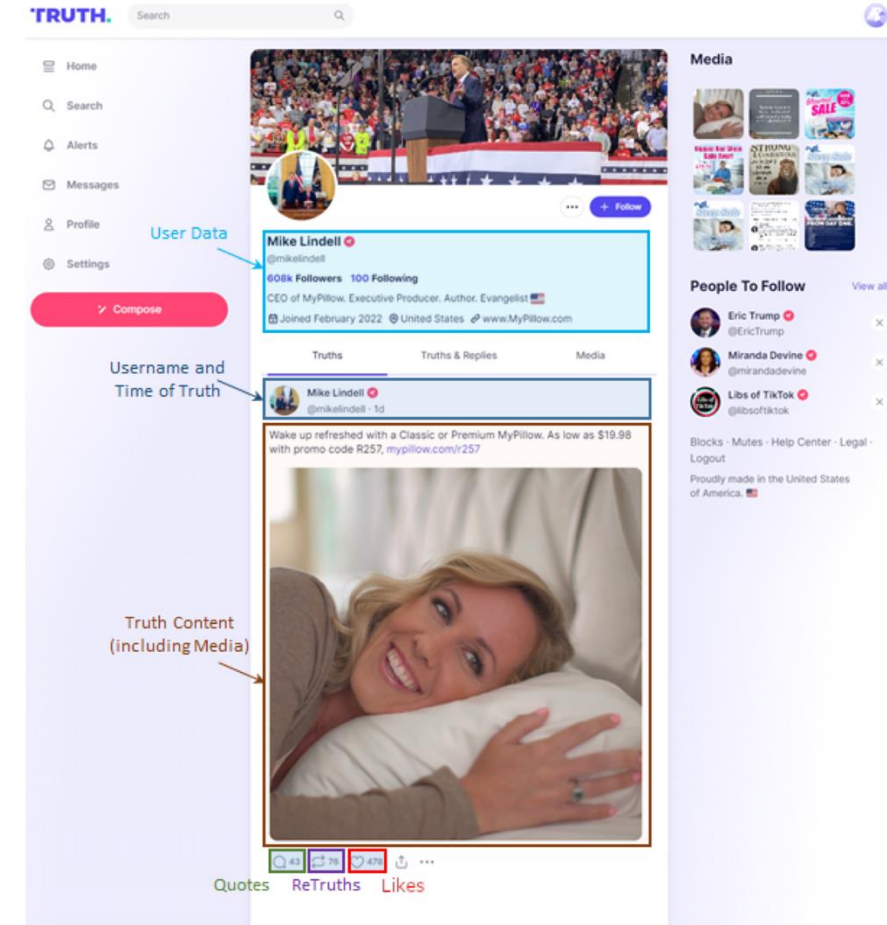 TRUTH.
Search
Home
Search
Alerts
Messages
Profile
Settings
Compose
User Data
Username and
Time of Truth
Truth Content
(including Media)
Follow
Mike Lindell
@mikelindell
608k Followers 100 Following
CEO of MyPillow. Executive Producer. Author. Evangelist
Joined February 2022 United States www.MyPillow.com
Truths Truths & Replies Media
Mike Lindell
@mikelindell · 1d
Wake up refreshed with a Classic or Premium MyPillow. As low as $19.98
with promo code R257, mypillow.com/r257
43 76 478
Quotes ReTruths Likes
Media
SALE
STRONG
FROM DAY ONE.
People To Follow View all
Eric Trump
@EricTrump
Miranda Devine
@mirandadevine
Libs of TikTok
@libsoftiktok
Blocks · Mutes · Help Center · Legal ·
Logout
Proudly made in the United States
of America.